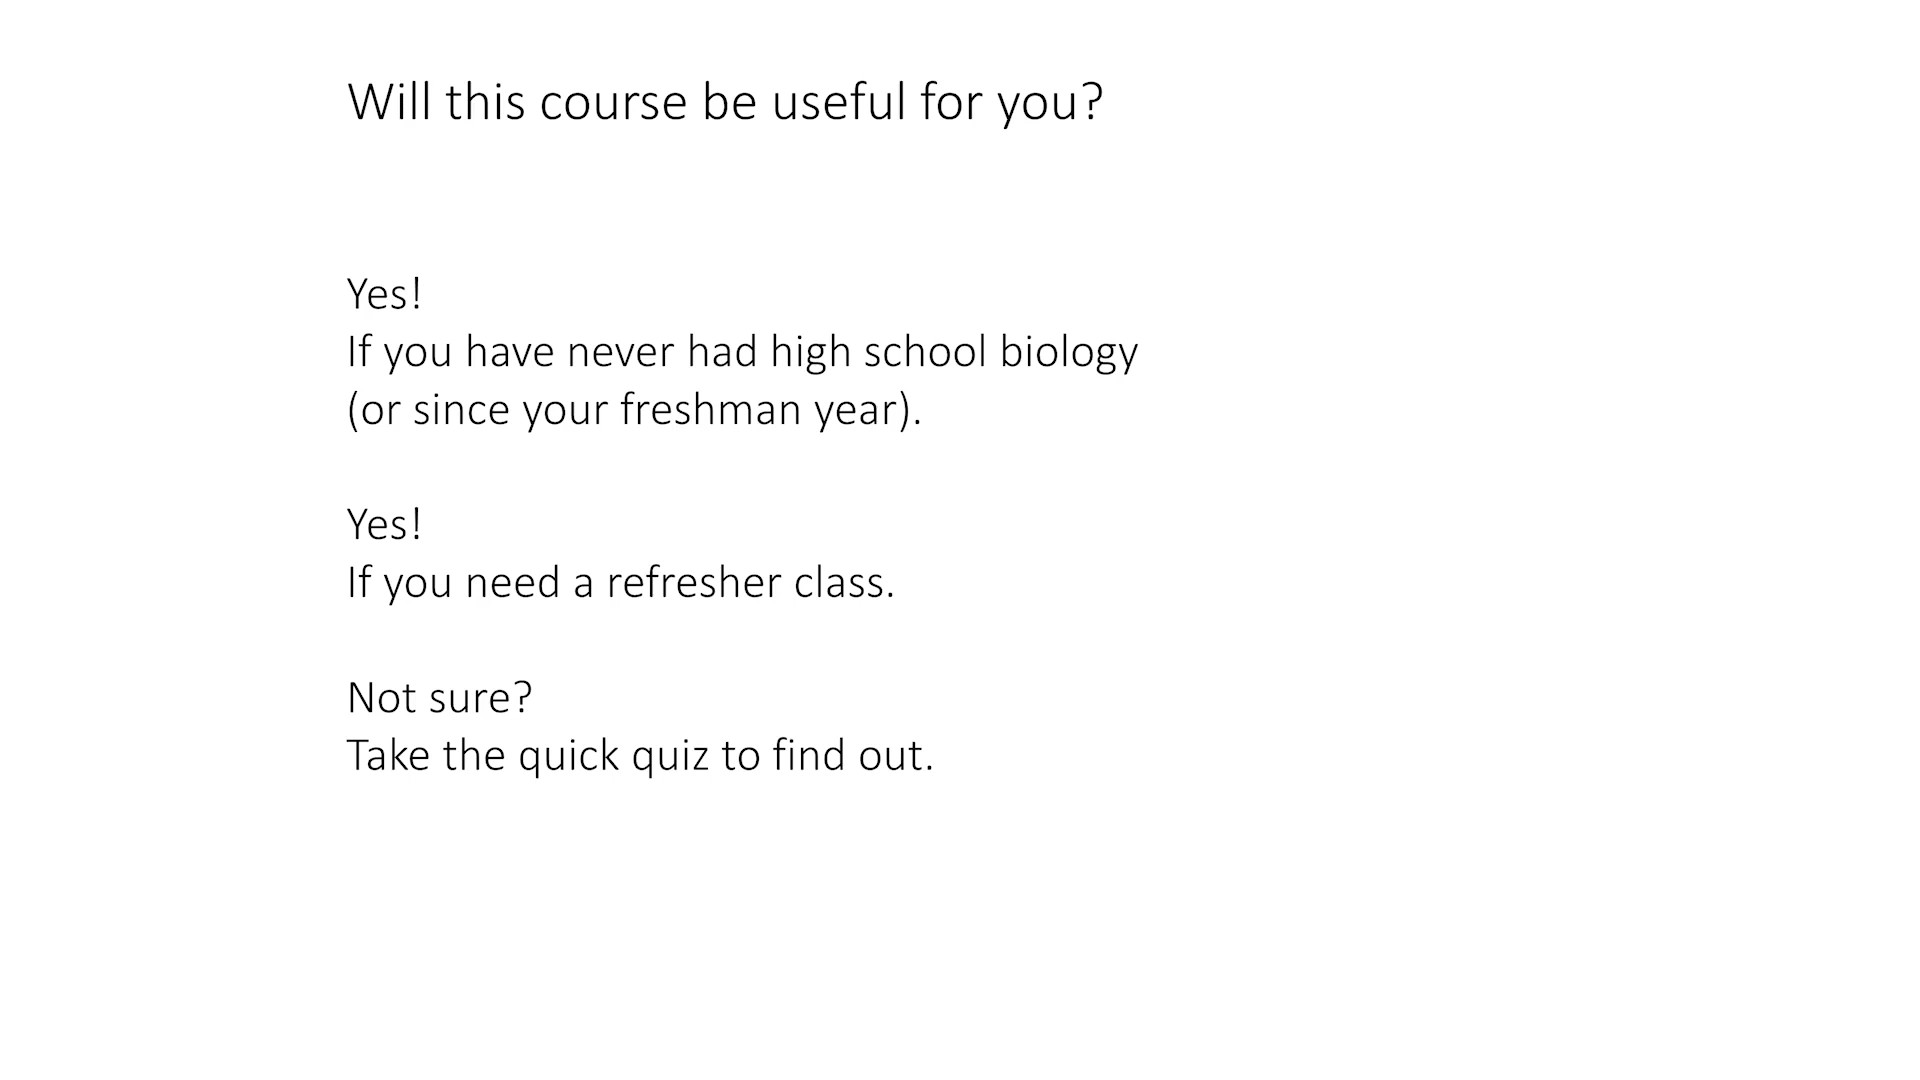 Will this course be useful for you?
Yes!
If you have never had high school biology
(or since your freshman year).
Yes!
If you need a refresher class.
Not sure?
Take the quick quiz to find out.